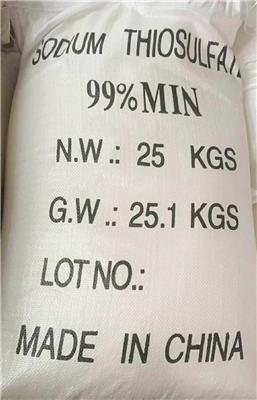 SODIUM THIOSULFATE
99% MIN
N.W.: 25 KGS
G.W.: 25.1 KGS
LOT NO.:
MADE IN CHINA